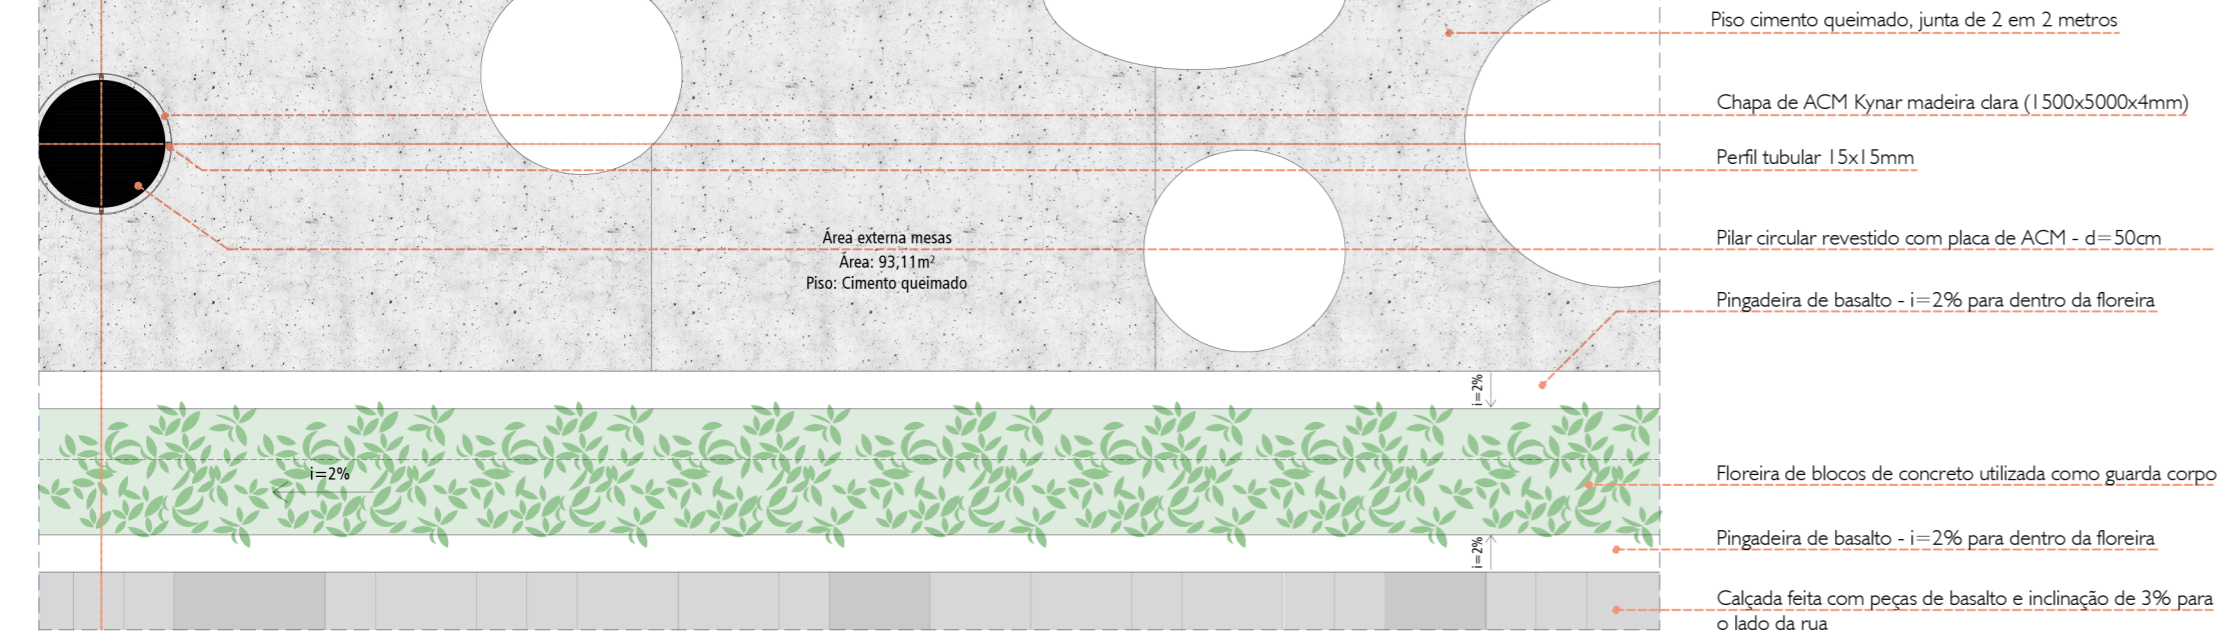 Piso cimento queimado, junta de 2 em 2 metros
Chapa de ACM Kynar madeira clara (1500x5000x4mm)
Perfil tubular 15x15mm
Pilar circular revestido com placa de ACM - d=50cm
Área externa mesas
Área: 93,11m²
Piso: Cimento queimado
Pingadeira de basalto - i=2% para dentro da floreira
i=2%
i=2%
Floreira de blocos de concreto utilizada como guarda corpo
Pingadeira de basalto - i=2% para dentro da floreira
i=2%
Calçada feita com peças de basalto e inclinação de 3% para
o lado da rua